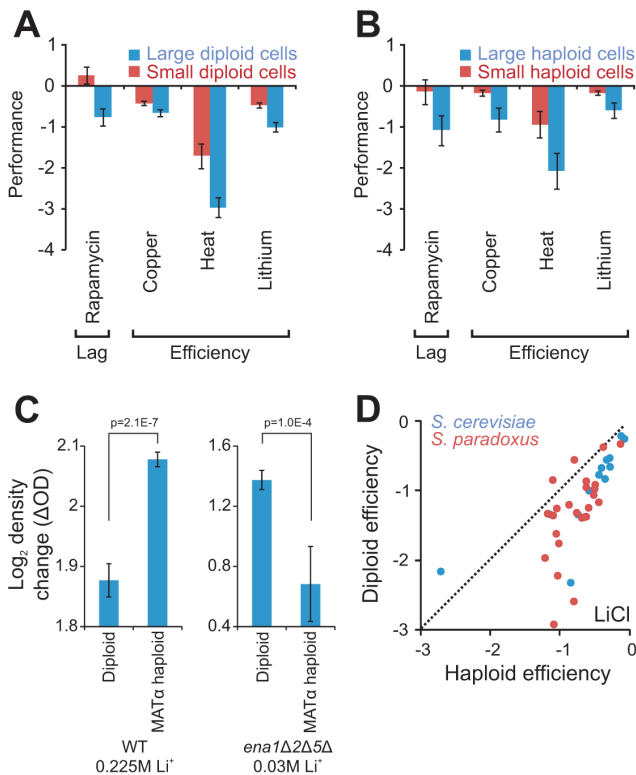 A
Large diploid cells
Small diploid cells
Performance
1
0
-1
-2
-3
-4
Rapamycin
Copper
Heat
Lithium
Lag
Efficiency
B
Large haploid cells
Small haploid cells
Performance
1
0
-1
-2
-3
-4
Rapamycin
Copper
Heat
Lithium
Lag
Efficiency
C
p=2.1E-7
Log₂ density
change (ΔOD)
2.1
2.0
1.9
1.8
Diploid
MATα haploid
WT
0.225M Li⁺
p=1.0E-4
1.6
1.2
0.8
0.4
Diploid
MATα haploid
ena1Δ2Δ5Δ
0.03M Li⁺
D
S. cerevisiae
S. paradoxus
Diploid efficiency
0
-1
-2
-3
LiCl
-3
-2
-1
0
Haploid efficiency